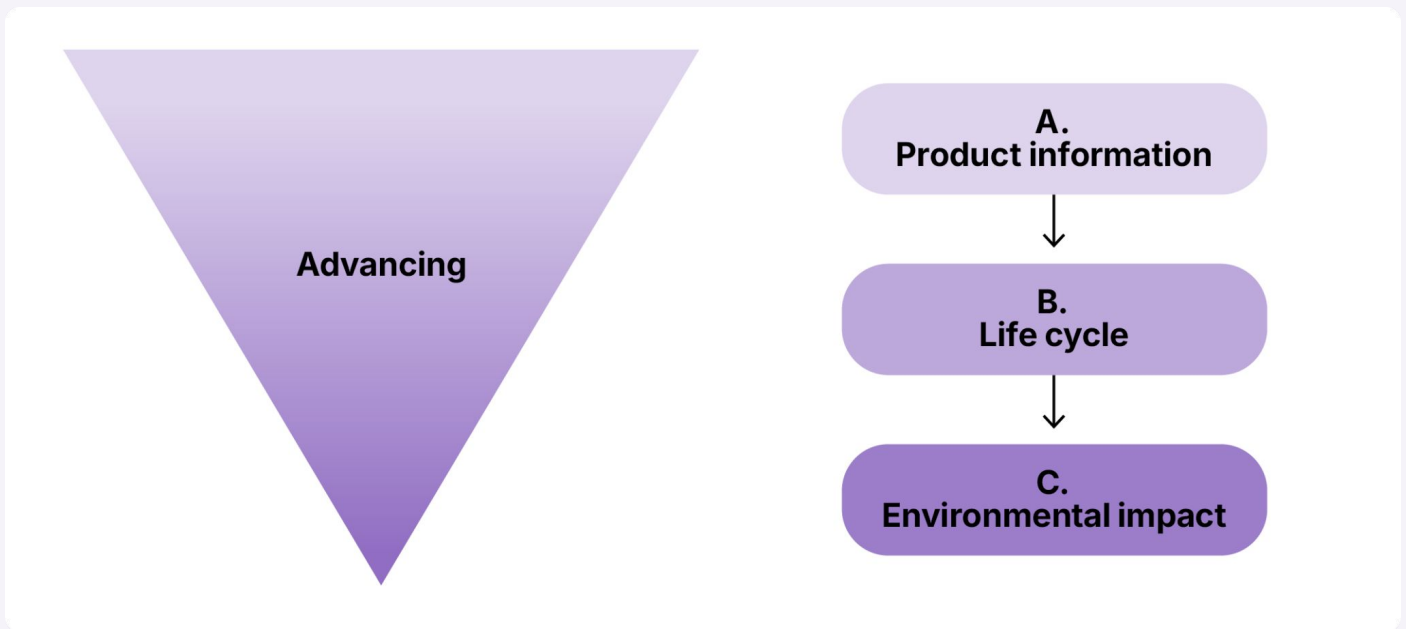 Advancing
A.
Product information
B.
Life cycle
C.
Environmental impact